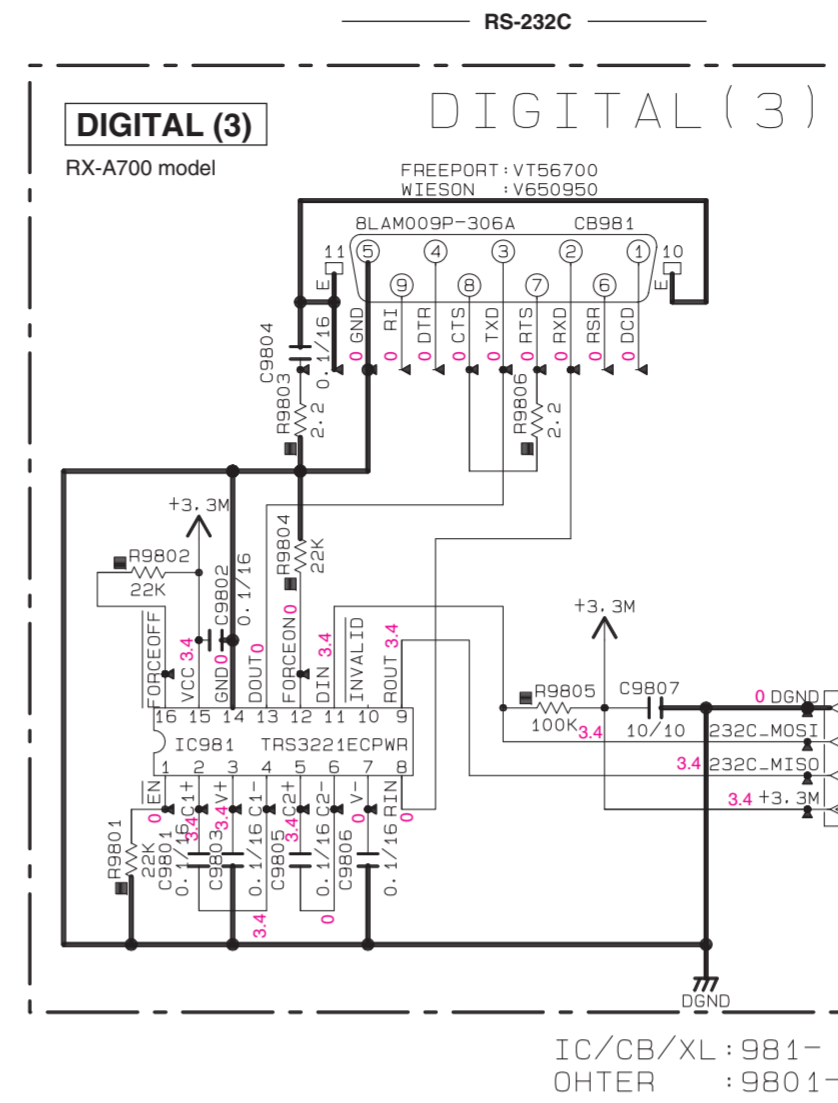 RS-232C
DIGITAL (3)
DIGITAL(3)
RX-A700 model
FREEPORT:VT56700
WIESON :V650950
8LAM009P-306A CB981
11 5 4 3 2 1 10
E 9 8 7 6 E
0 GND
0 RI
0 DTR
0 CTS
0 TXD
0 RTS
0 RXD
0 RSR
0 DCD
C9804
0.1/16
R9803
2.2
R9806
2.2
+3.3M
R9802
22K
C9802
0.1/16
R9804
22K
FORCEOFF
VCC 3.4
GND 0
DOUT 0
FORCEON 0
DIN 3.4
INVALID
ROUT 3.4
16 15 14 13 12 11 10 9
IC981 TRS3221ECPWR
1 2 3 4 5 6 7 8
EN 0
C1+ 3.4
V+ 3.4
C1-
C2+ 3.4
C2-
V- 0
RIN 0
R9801
22K
C9801
0.1/16
C9803
0.1/16
C9805
0.1/16
C9806
0.1/16
3.4
0
+3.3M
R9805
100K
C9807
10/10
0 DGND
3.4 232C_MOSI
3.4 232C_MISO
3.4 +3.3M
DGND
IC/CB/XL:981-
OHTER :9801-